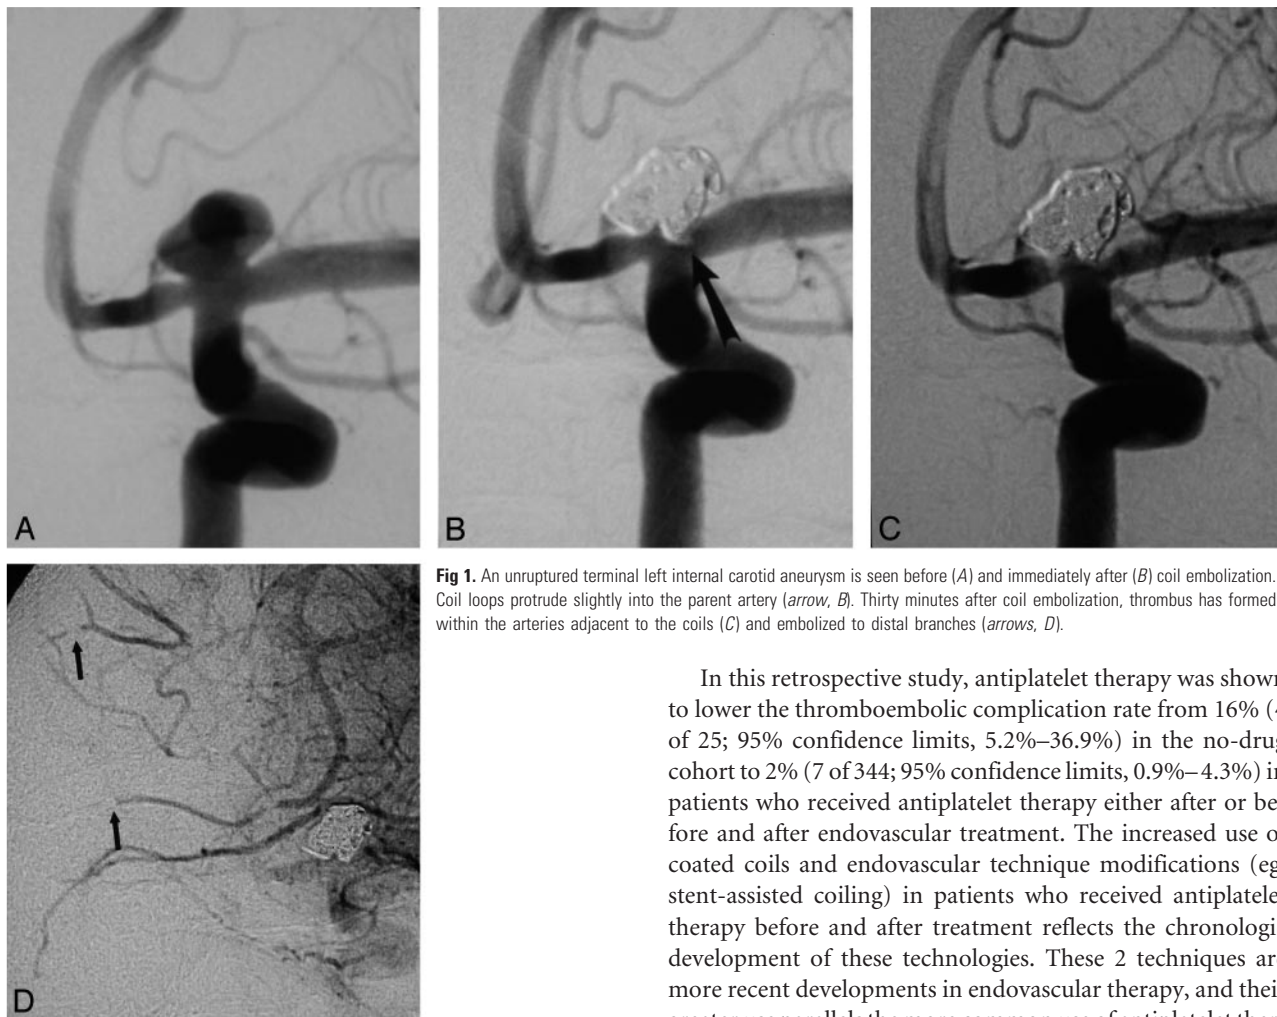 A
B
C
Fig 1. An unruptured terminal left internal carotid aneurysm is seen before (A) and immediately after (B) coil embolization.
Coil loops protrude slightly into the parent artery (arrow, B). Thirty minutes after coil embolization, thrombus has formed
within the arteries adjacent to the coils (C) and embolized to distal branches (arrows, D).
D
In this retrospective study, antiplatelet therapy was shown
to lower the thromboembolic complication rate from 16% (4
of 25; 95% confidence limits, 5.2%–36.9%) in the no-drug
cohort to 2% (7 of 344; 95% confidence limits, 0.9%–4.3%) in
patients who received antiplatelet therapy either after or be-
fore and after endovascular treatment. The increased use of
coated coils and endovascular technique modifications (eg,
stent-assisted coiling) in patients who received antiplatelet
therapy before and after treatment reflects the chronologic
development of these technologies. These 2 techniques are
more recent developments in endovascular therapy, and their